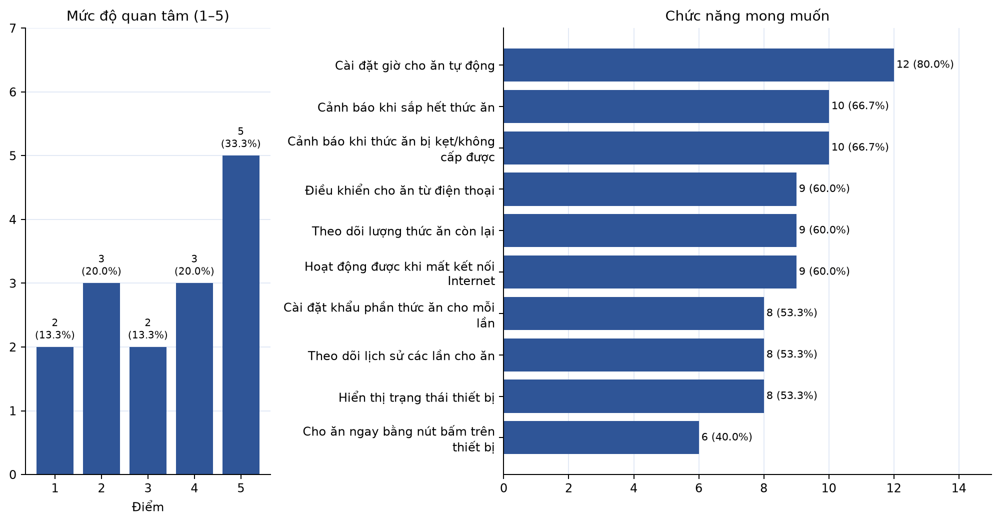 Mức độ quan tâm (1–5)
7
6
5
4
3
2
1
0
2
(13.3%)
3
(20.0%)
2
(13.3%)
3
(20.0%)
5
(33.3%)
1
2
3
4
5
Điểm
Chức năng mong muốn
Cài đặt giờ cho ăn tự động
12 (80.0%)
Cảnh báo khi sắp hết thức ăn
10 (66.7%)
Cảnh báo khi thức ăn bị kẹt/không
cấp được
10 (66.7%)
Điều khiển cho ăn từ điện thoại
9 (60.0%)
Theo dõi lượng thức ăn còn lại
9 (60.0%)
Hoạt động được khi mất kết nối
Internet
9 (60.0%)
Cài đặt khẩu phần thức ăn cho mỗi
lần
8 (53.3%)
Theo dõi lịch sử các lần cho ăn
8 (53.3%)
Hiển thị trạng thái thiết bị
8 (53.3%)
Cho ăn ngay bằng nút bấm trên
thiết bị
6 (40.0%)
0
2
4
6
8
10
12
14